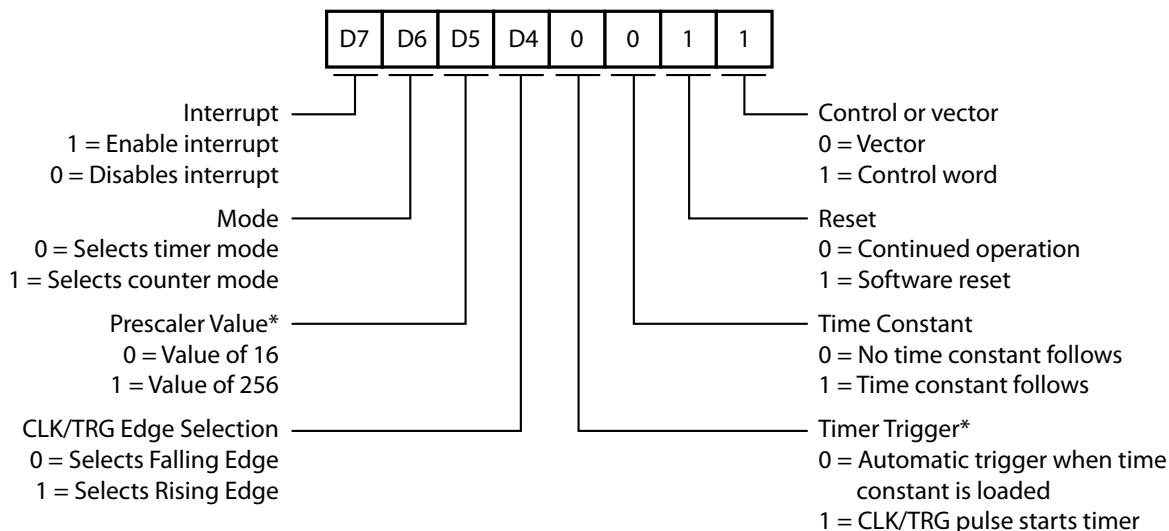 D7 D6 D5 D4 0 0 1 1
Interrupt
1 = Enable interrupt
0 = Disables interrupt
Mode
0 = Selects timer mode
1 = Selects counter mode
Prescaler Value*
0 = Value of 16
1 = Value of 256
CLK/TRG Edge Selection
0 = Selects Falling Edge
1 = Selects Rising Edge
Control or vector
0 = Vector
1 = Control word
Reset
0 = Continued operation
1 = Software reset
Time Constant
0 = No time constant follows
1 = Time constant follows
Timer Trigger*
0 = Automatic trigger when time
constant is loaded
1 = CLK/TRG pulse starts timer